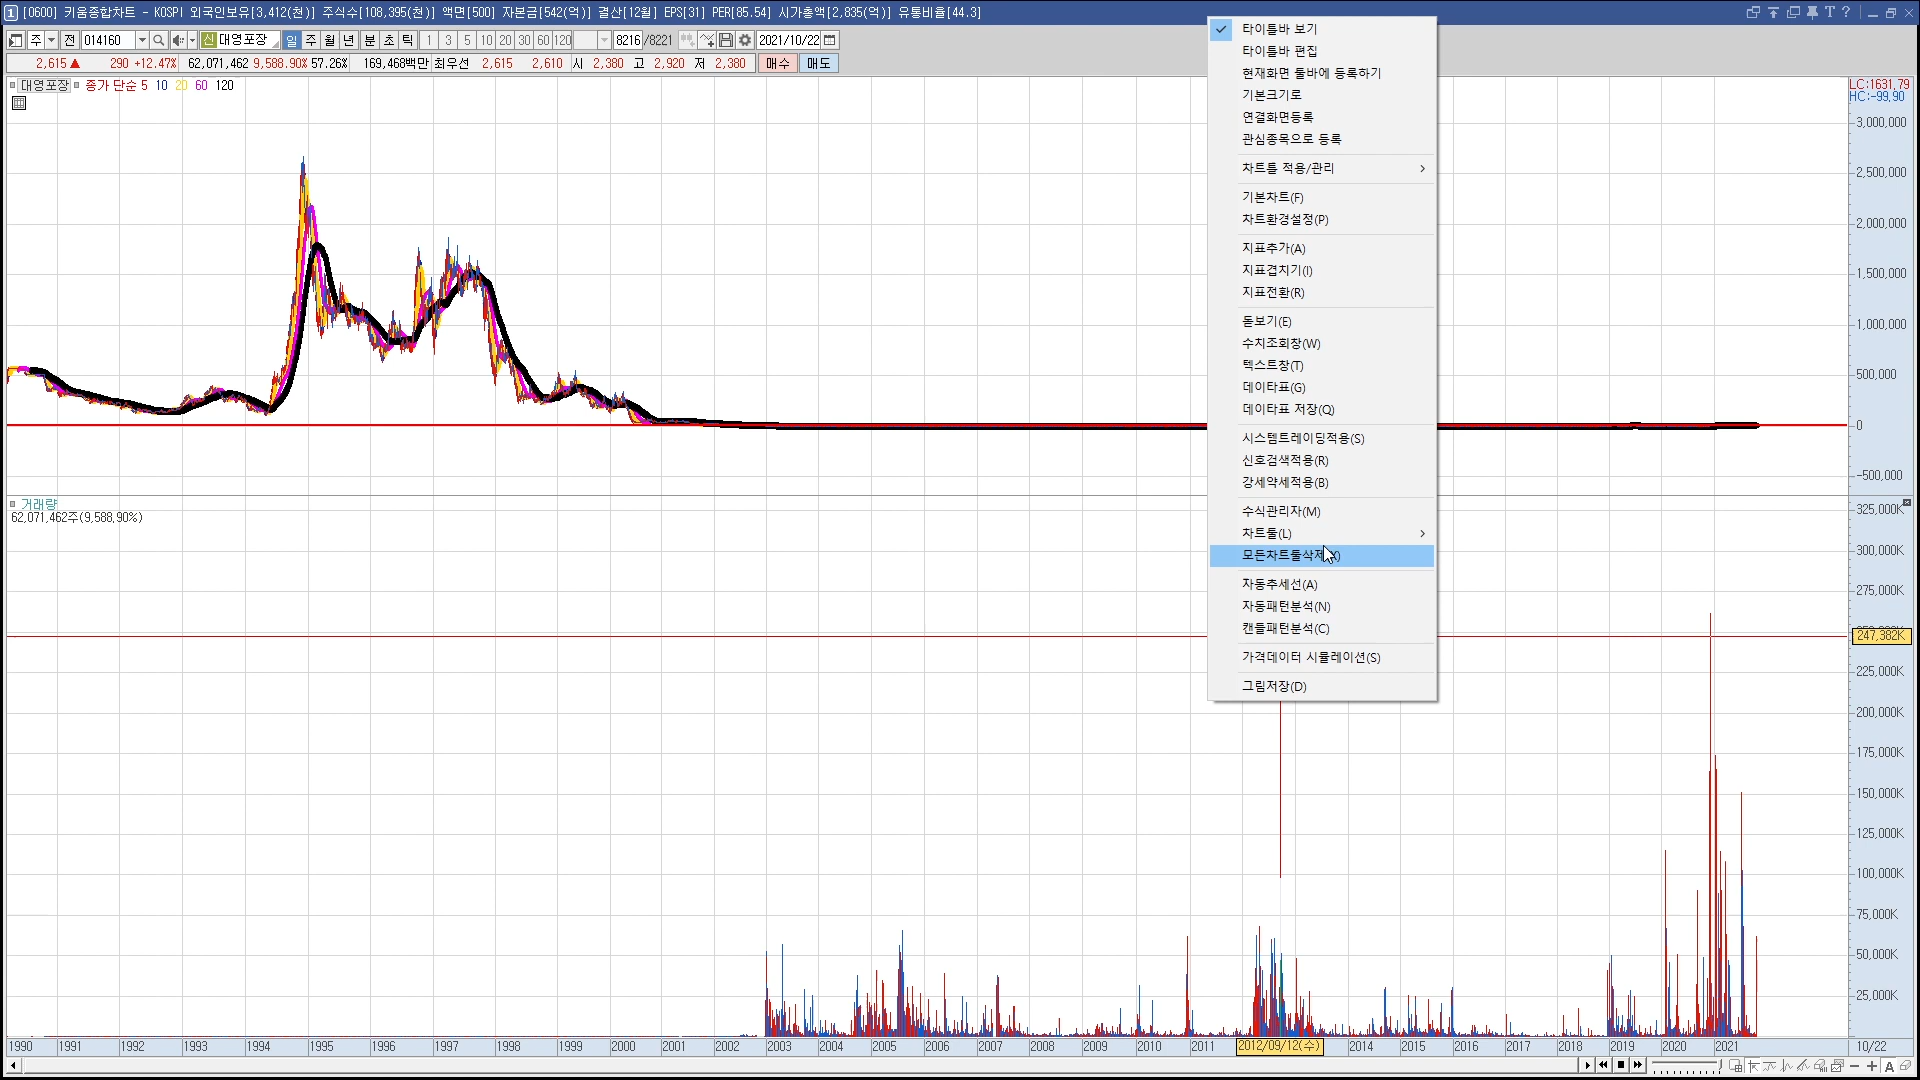 1 [0600] 키움종합차트 - KOSPI 외국인보유[3,412(천)] 주식수[108,395(천)] 액면[500] 자본금[542(억)] 결산[12월] EPS[31] PER[85.54] 시가총액[2,835(억)] 유통비율[44.3] T ?
주 전 014160 신 대영포장 일 주 월 년 분 초 틱 1 3 5 10 20 30 60 120 8216 /8221 2021/10/22
2,615▲ 290 +12.47% 62,071,462 9,588.90% 57.26% 169,468백만 최우선 2,615 2,610 시 2,380 고 2,920 저 2,380 매수 매도
대영포장 종가 단순 5 10 20 60 120
LC:1631.79
HC:-99.90
3,000,000
2,500,000
2,000,000
1,500,000
1,000,000
500,000
0
-500,000
타이틀바 보기
타이틀바 편집
현재화면 툴바에 등록하기
기본크기로
연결화면등록
관심종목으로 등록
차트틀 적용/관리
기본차트(F)
차트환경설정(P)
지표추가(A)
지표겹치기(I)
지표전환(R)
돋보기(E)
수치조회창(W)
텍스트창(T)
데이타표(G)
데이타표 저장(Q)
시스템트레이딩적용(S)
신호검색적용(R)
강세약세적용(B)
수식관리자(M)
차트툴(L)
모든차트툴삭제(X)
자동추세선(A)
자동패턴분석(N)
캔들패턴분석(C)
가격데이터 시뮬레이션(S)
그림저장(D)
거래량
62,071,462주(9,588.90%)
325,000K
300,000K
275,000K
247,382K
225,000K
200,000K
175,000K
150,000K
125,000K
100,000K
75,000K
50,000K
25,000K
1990 1991 1992 1993 1994 1995 1996 1997 1998 1999 2000 2001 2002 2003 2004 2005 2006 2007 2008 2009 2010 2011 2012/09/12(수) 2014 2015 2016 2017 2018 2019 2020 2021 10/22
A